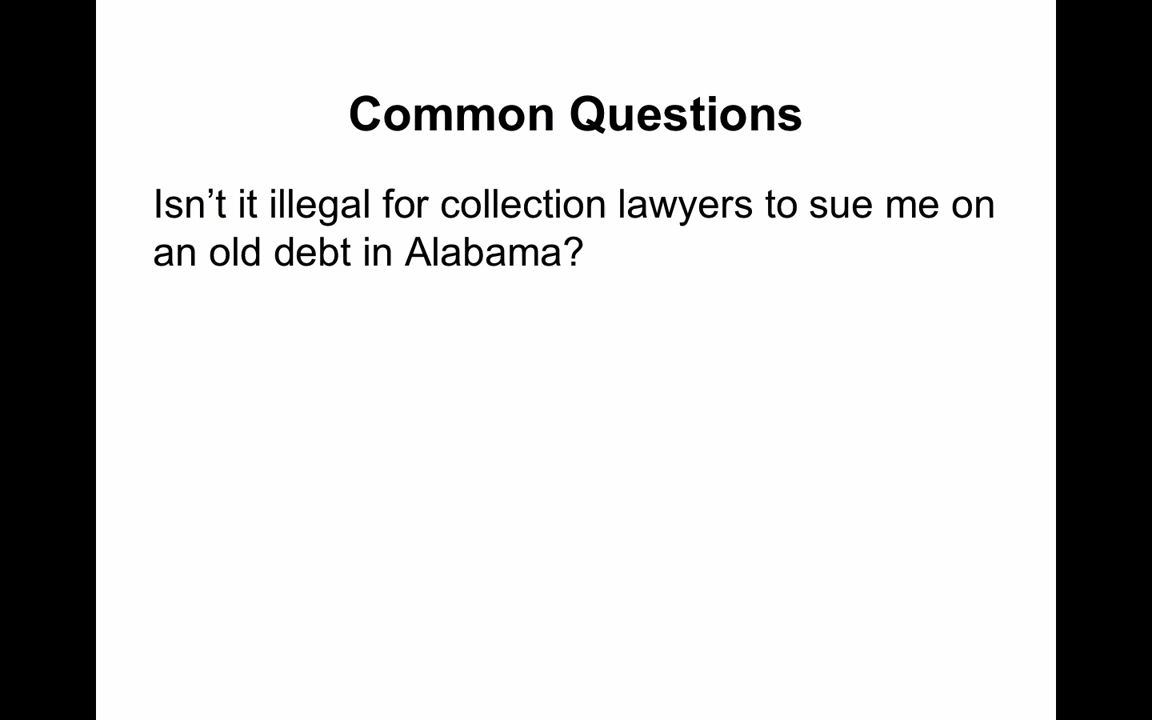 Common Questions
Isn’t it illegal for collection lawyers to sue me on
an old debt in Alabama?